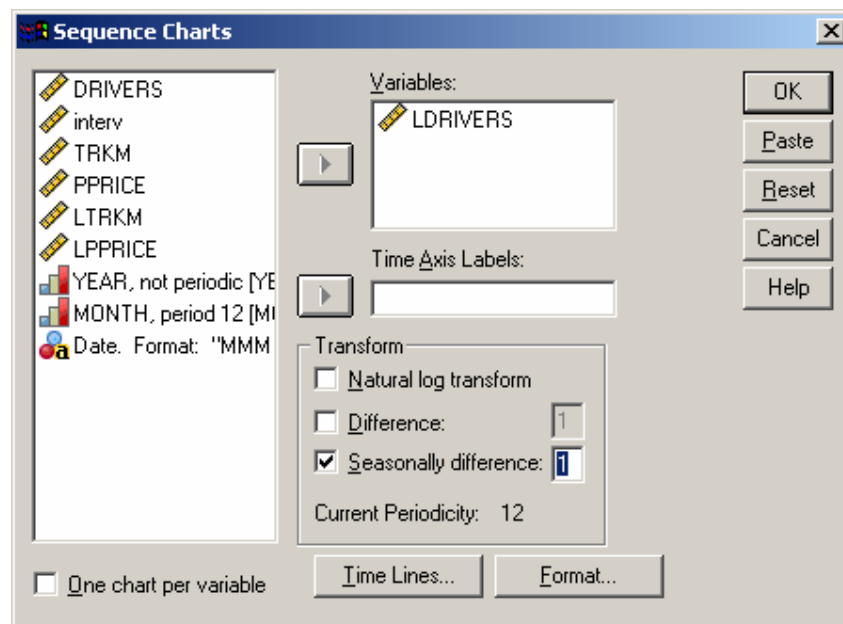 Sequence Charts
DRIVERS
interv
TRKM
PPRICE
LTRKM
LPPRICE
YEAR, not periodic [YE
MONTH, period 12 [M
Date. Format: "MMM
One chart per variable
Variables:
LDRIVERS
Time Axis Labels:
Transform
Natural log transform
Difference: 1
Seasonally difference: 1
Current Periodicity: 12
Time Lines...
Format...
OK
Paste
Reset
Cancel
Help